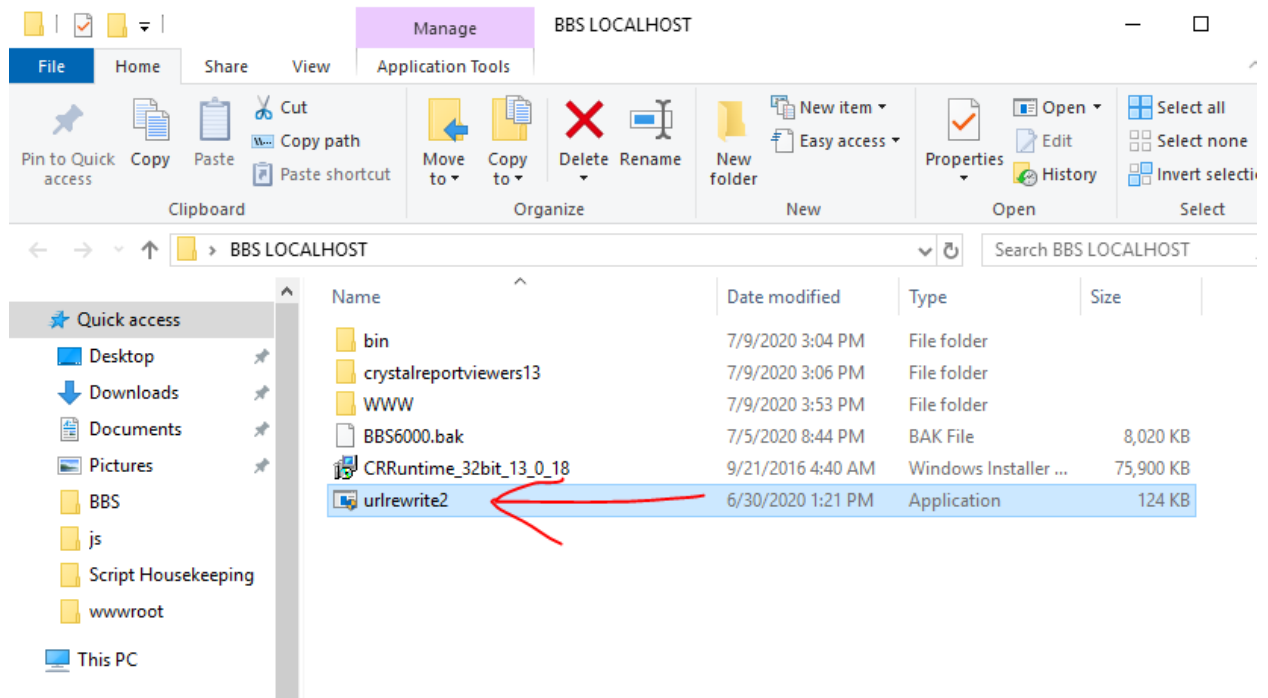 Manage
BBS LOCALHOST
File
Home
Share
View
Application Tools
Pin to Quick access
Copy
Paste
Cut
Copy path
Paste shortcut
Clipboard
Move to
Copy to
Delete
Rename
Organize
New folder
New item
Easy access
New
Properties
Open
Edit
History
Open
Select all
Select none
Invert selecti
Select
BBS LOCALHOST
Search BBS LOCALHOST
Quick access
Desktop
Downloads
Documents
Pictures
BBS
js
Script Housekeeping
wwwroot
This PC
Name Date modified Type Size
bin 7/9/2020 3:04 PM File folder
crystalreportviewers13 7/9/2020 3:06 PM File folder
WWW 7/9/2020 3:53 PM File folder
BBS6000.bak 7/5/2020 8:44 PM BAK File 8,020 KB
CRRuntime_32bit_13_0_18 9/21/2016 4:40 AM Windows Installer ... 75,900 KB
urlrewrite2 6/30/2020 1:21 PM Application 124 KB